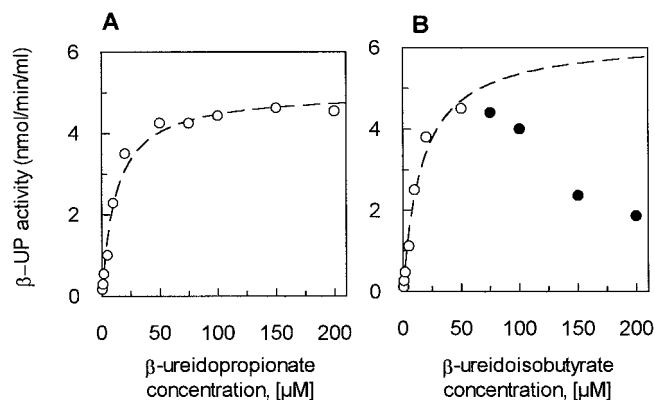 A
B
β–UP activity (nmol/min/ml)
6
4
2
0
0 50 100 150 200
β-ureidopropionate
concentration, [µM]
6
4
2
0
0 50 100 150 200
β-ureidoisobutyrate
concentration, [µM]